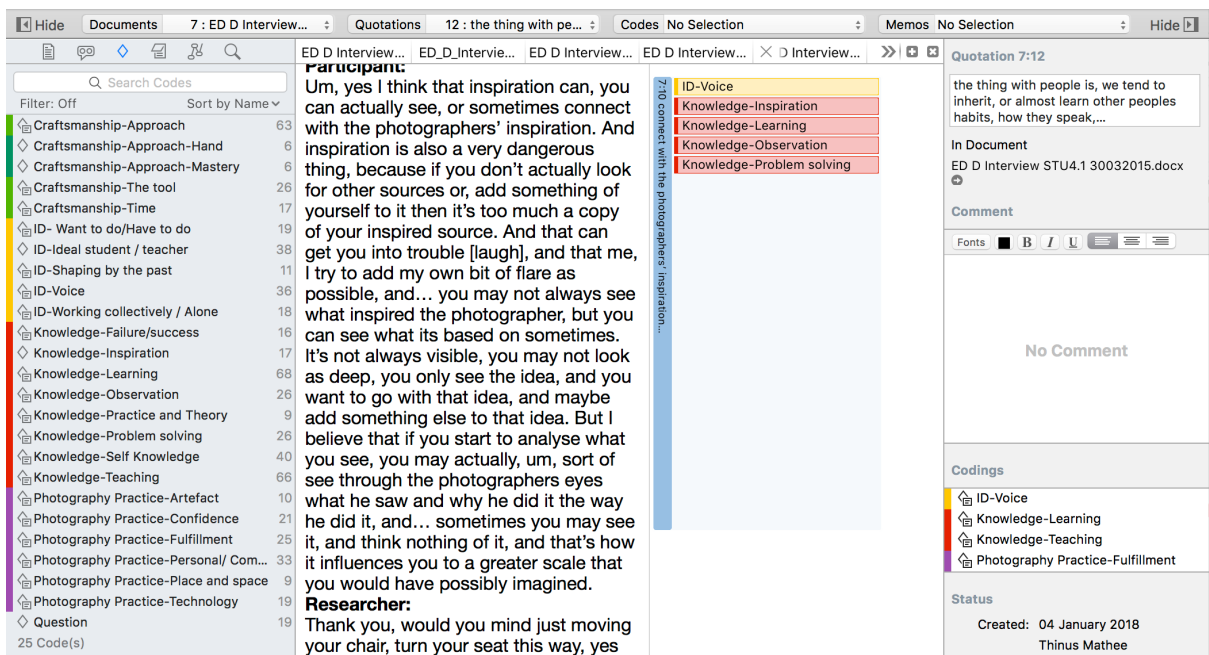 Hide Documents 7 : ED D Interview... Quotations 12 : the thing with pe... Codes No Selection Memos No Selection Hide
ED D Interview... ED_D_Intervie... ED D Interview... ED D Interview... D Interview...
Search Codes
Filter: Off Sort by Name
Craftsmanship-Approach 63
Craftsmanship-Approach-Hand 6
Craftsmanship-Approach-Mastery 6
Craftsmanship-The tool 26
Craftsmanship-Time 17
ID- Want to do/Have to do 19
ID-Ideal student / teacher 38
ID-Shaping by the past 11
ID-Voice 36
ID-Working collectively / Alone 18
Knowledge-Failure/success 16
Knowledge-Inspiration 17
Knowledge-Learning 68
Knowledge-Observation 26
Knowledge-Practice and Theory 9
Knowledge-Problem solving 26
Knowledge-Self Knowledge 40
Knowledge-Teaching 66
Photography Practice-Artefact 10
Photography Practice-Confidence 21
Photography Practice-Fulfillment 25
Photography Practice-Personal/ Com... 33
Photography Practice-Place and space 9
Photography Practice-Technology 19
Question 19
25 Code(s)
Participant:
Um, yes I think that inspiration can, you
can actually see, or sometimes connect
with the photographers' inspiration. And
inspiration is also a very dangerous
thing, because if you don't actually look
for other sources or, add something of
yourself to it then it's too much a copy
of your inspired source. And that can
get you into trouble [laugh], and that me,
I try to add my own bit of flare as
possible, and... you may not always see
what inspired the photographer, but you
can see what its based on sometimes.
It's not always visible, you may not look
as deep, you only see the idea, and you
want to go with that idea, and maybe
add something else to that idea. But I
believe that if you start to analyse what
you see, you may actually, um, sort of
see through the photographers eyes
what he saw and why he did it the way
he did it, and... sometimes you may see
it, and think nothing of it, and that's how
it influences you to a greater scale that
you would have possibly imagined.
Researcher:
Thank you, would you mind just moving
your chair, turn your seat this way, yes
7:10 connect with the photographers' inspiration...
ID-Voice
Knowledge-Inspiration
Knowledge-Learning
Knowledge-Observation
Knowledge-Problem solving
Quotation 7:12
the thing with people is, we tend to
inherit, or almost learn other peoples
habits, how they speak,...
In Document
ED D Interview STU4.1 30032015.docx
Comment
Fonts B I U
No Comment
Codings
ID-Voice
Knowledge-Learning
Knowledge-Teaching
Photography Practice-Fulfillment
Status
Created: 04 January 2018
Thinus Mathee